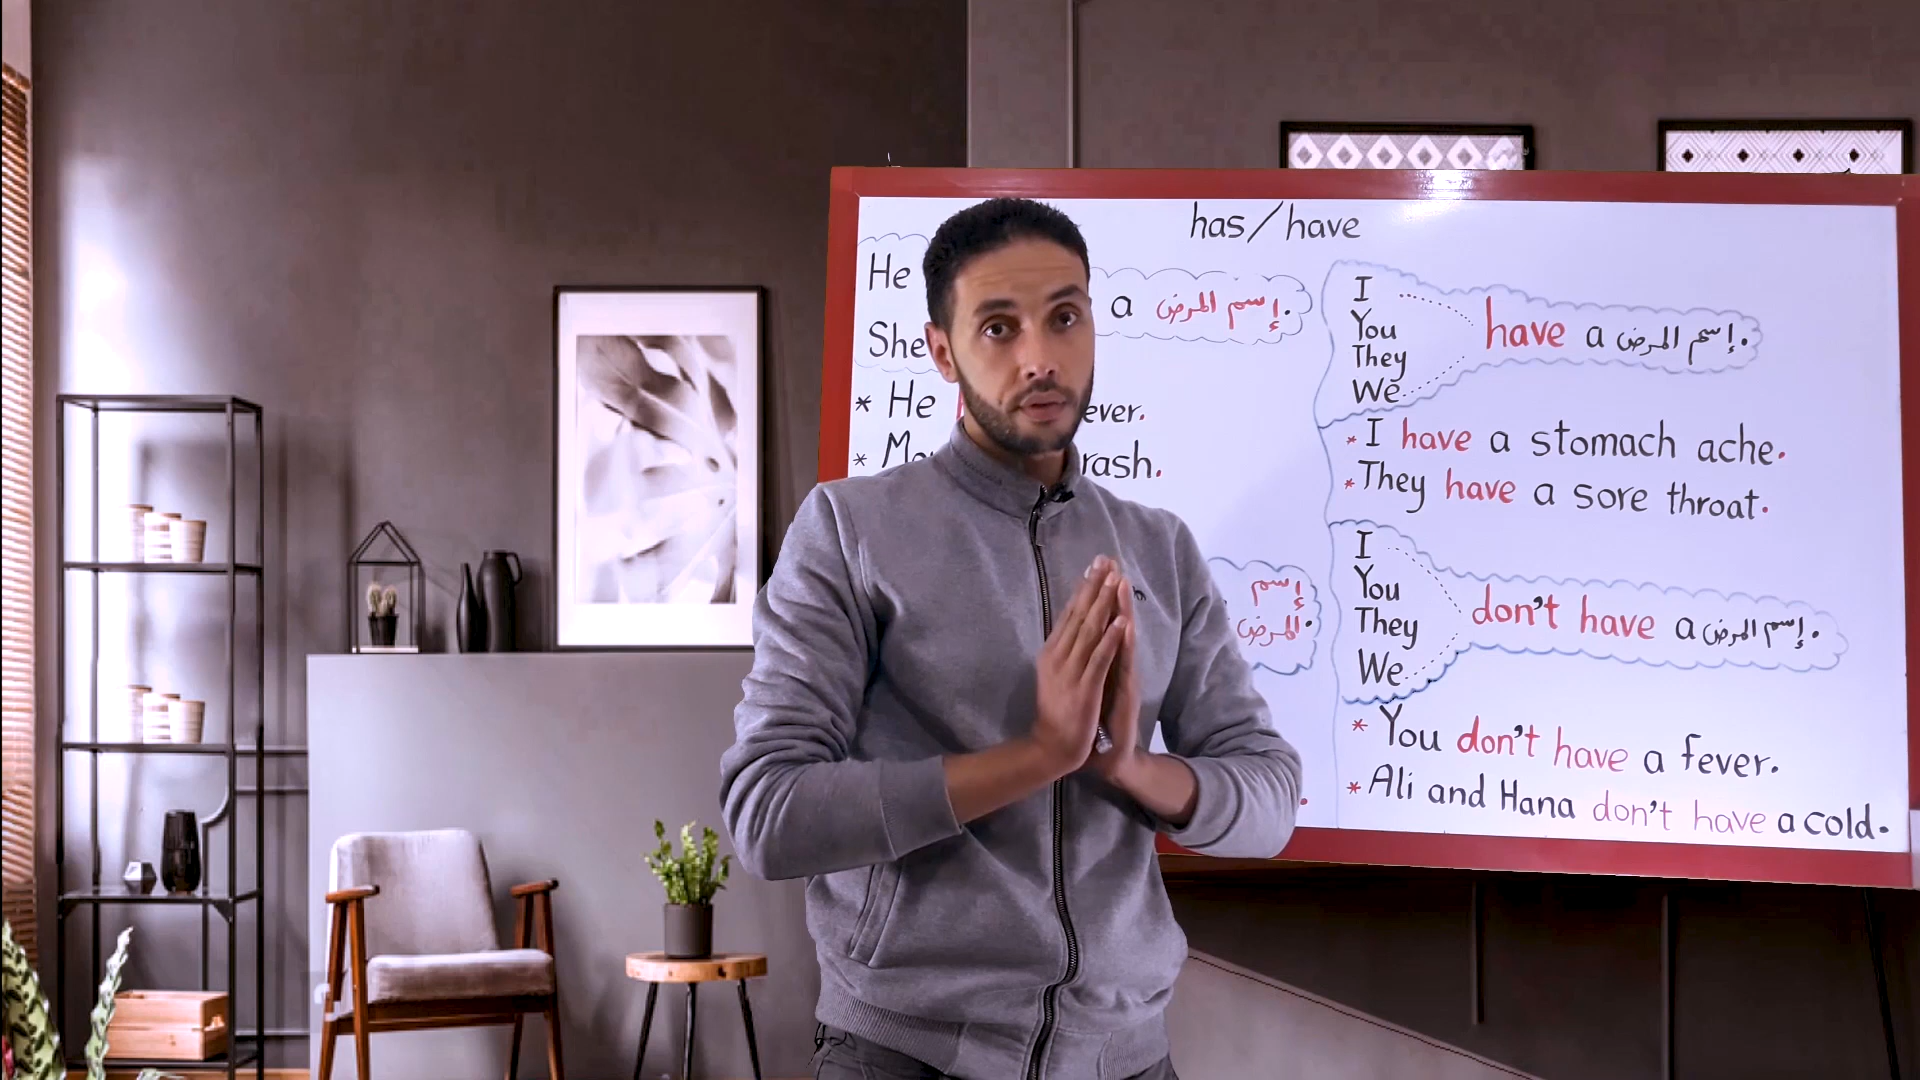 has/have
He
She
a إسم المرض.
* He
* 
rash.
إسم
المرض.
I
You
They
We
have a إسم المرض.
* I have a stomach ache.
* They have a sore throat.
I
You
They
We
don't have a إسم المرض.
* You don't have a fever.
* Ali and Hana don't have a cold.